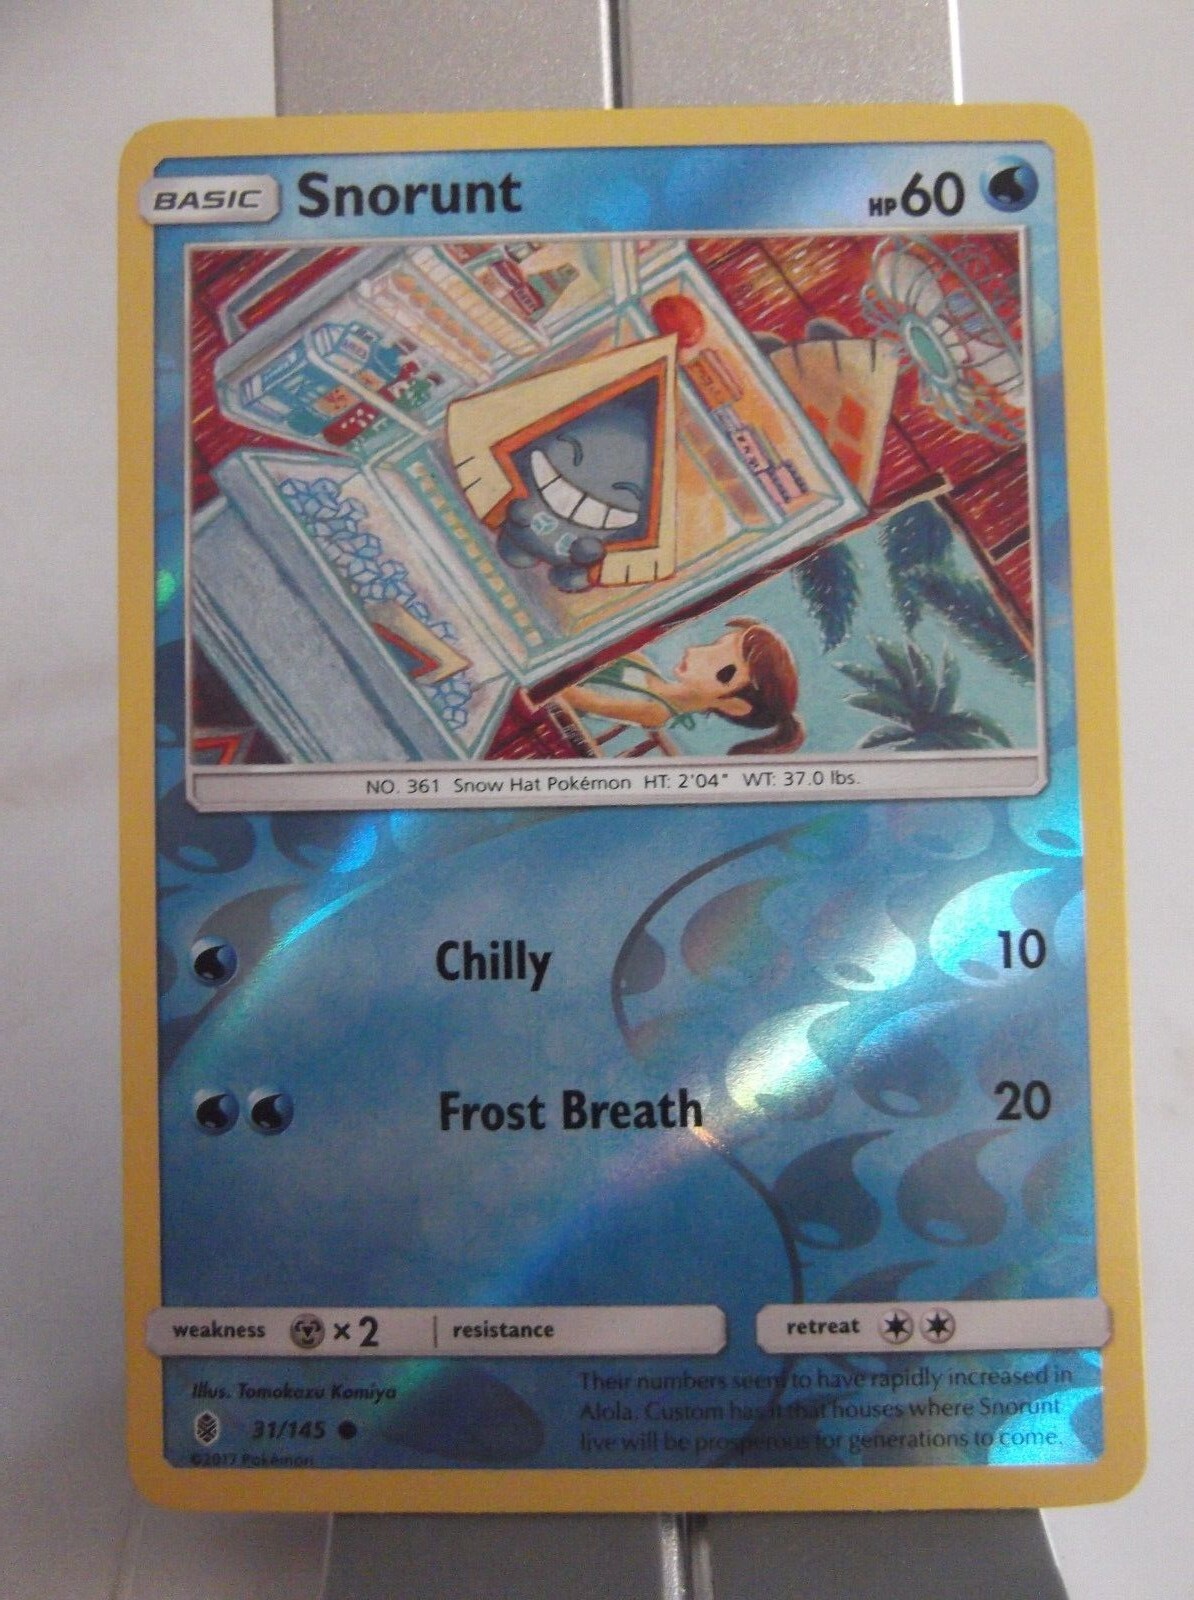 BASIC Snorunt HP60
NO. 361 Snow Hat Pokémon HT: 2'04" WT: 37.0 lbs.
Chilly 10
Frost Breath 20
weakness ×2 resistance retreat
Illus. Tomokazu Komiya
31/145
©2017 Pokémon
Their numbers seem to have rapidly increased in
Alola. Custom has it that houses where Snorunt
live will be prosperous for generations to come.